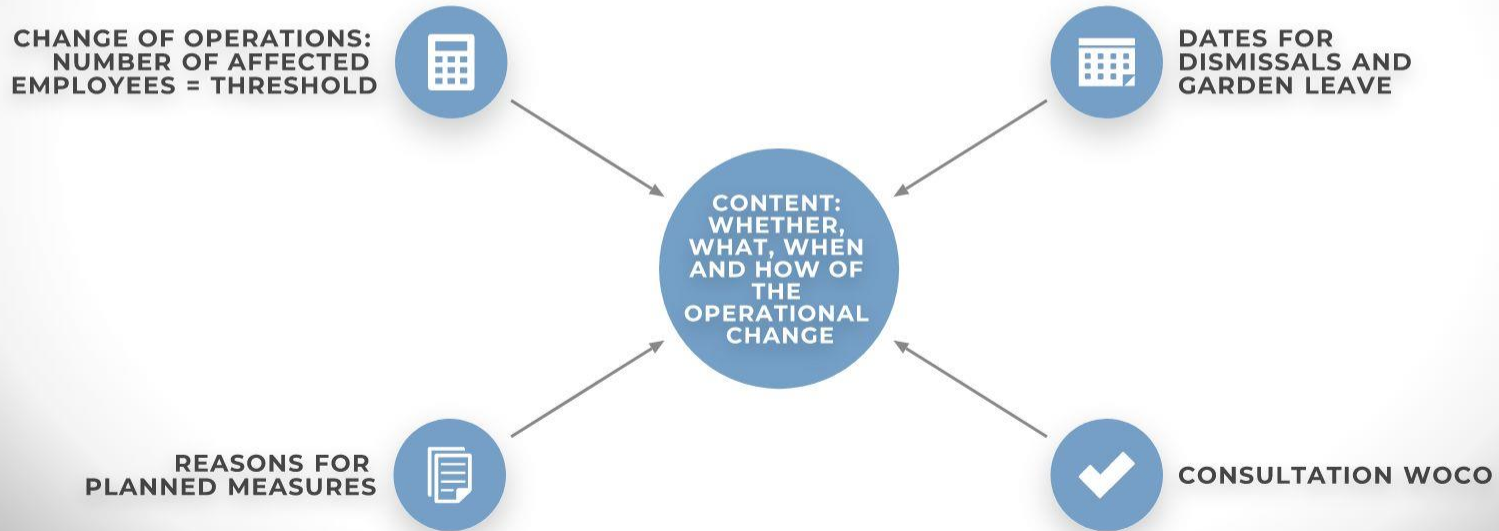 CHANGE OF OPERATIONS:
NUMBER OF AFFECTED
EMPLOYEES = THRESHOLD
DATES FOR
DISMISSALS AND
GARDEN LEAVE
CONTENT:
WHETHER,
WHAT, WHEN
AND HOW OF
THE
OPERATIONAL
CHANGE
REASONS FOR
PLANNED MEASURES
CONSULTATION WOCO